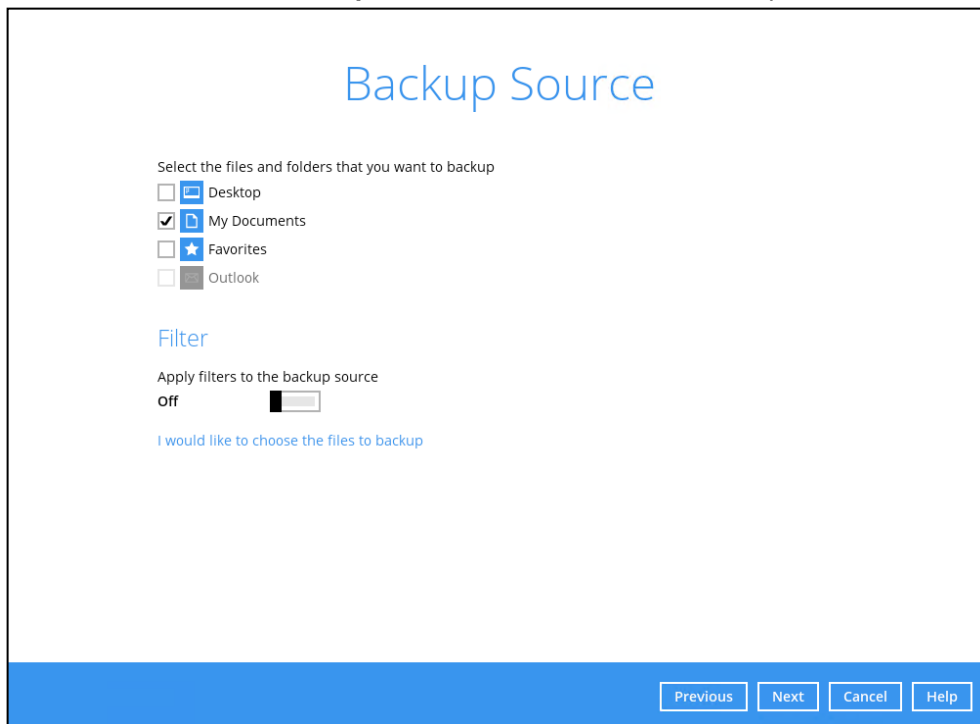 Backup Source
Select the files and folders that you want to backup
Desktop
My Documents
Favorites
Outlook
Filter
Apply filters to the backup source
Off
I would like to choose the files to backup
Previous Next Cancel Help